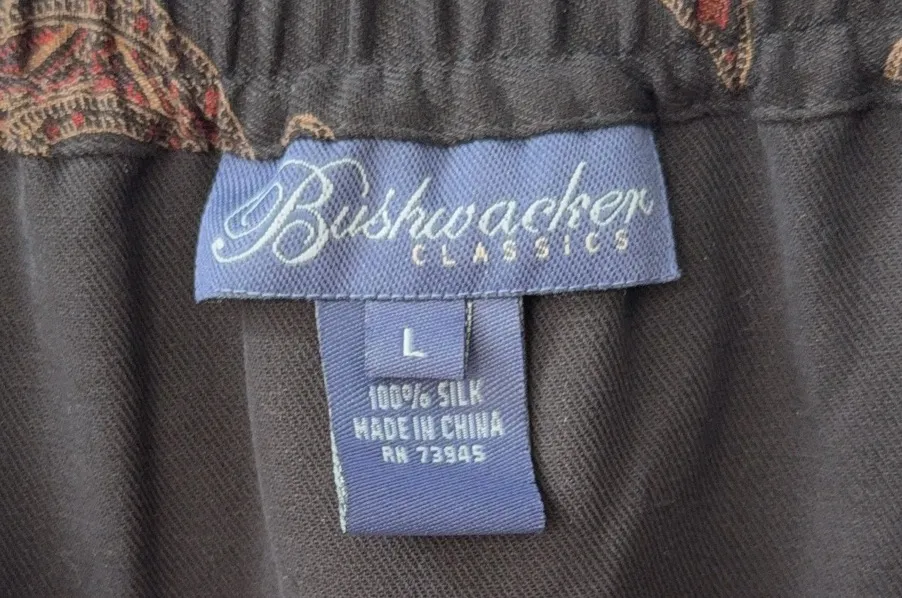 Bushwacker
CLASSICS
L
100% SILK
MADE IN CHINA
RN 73945